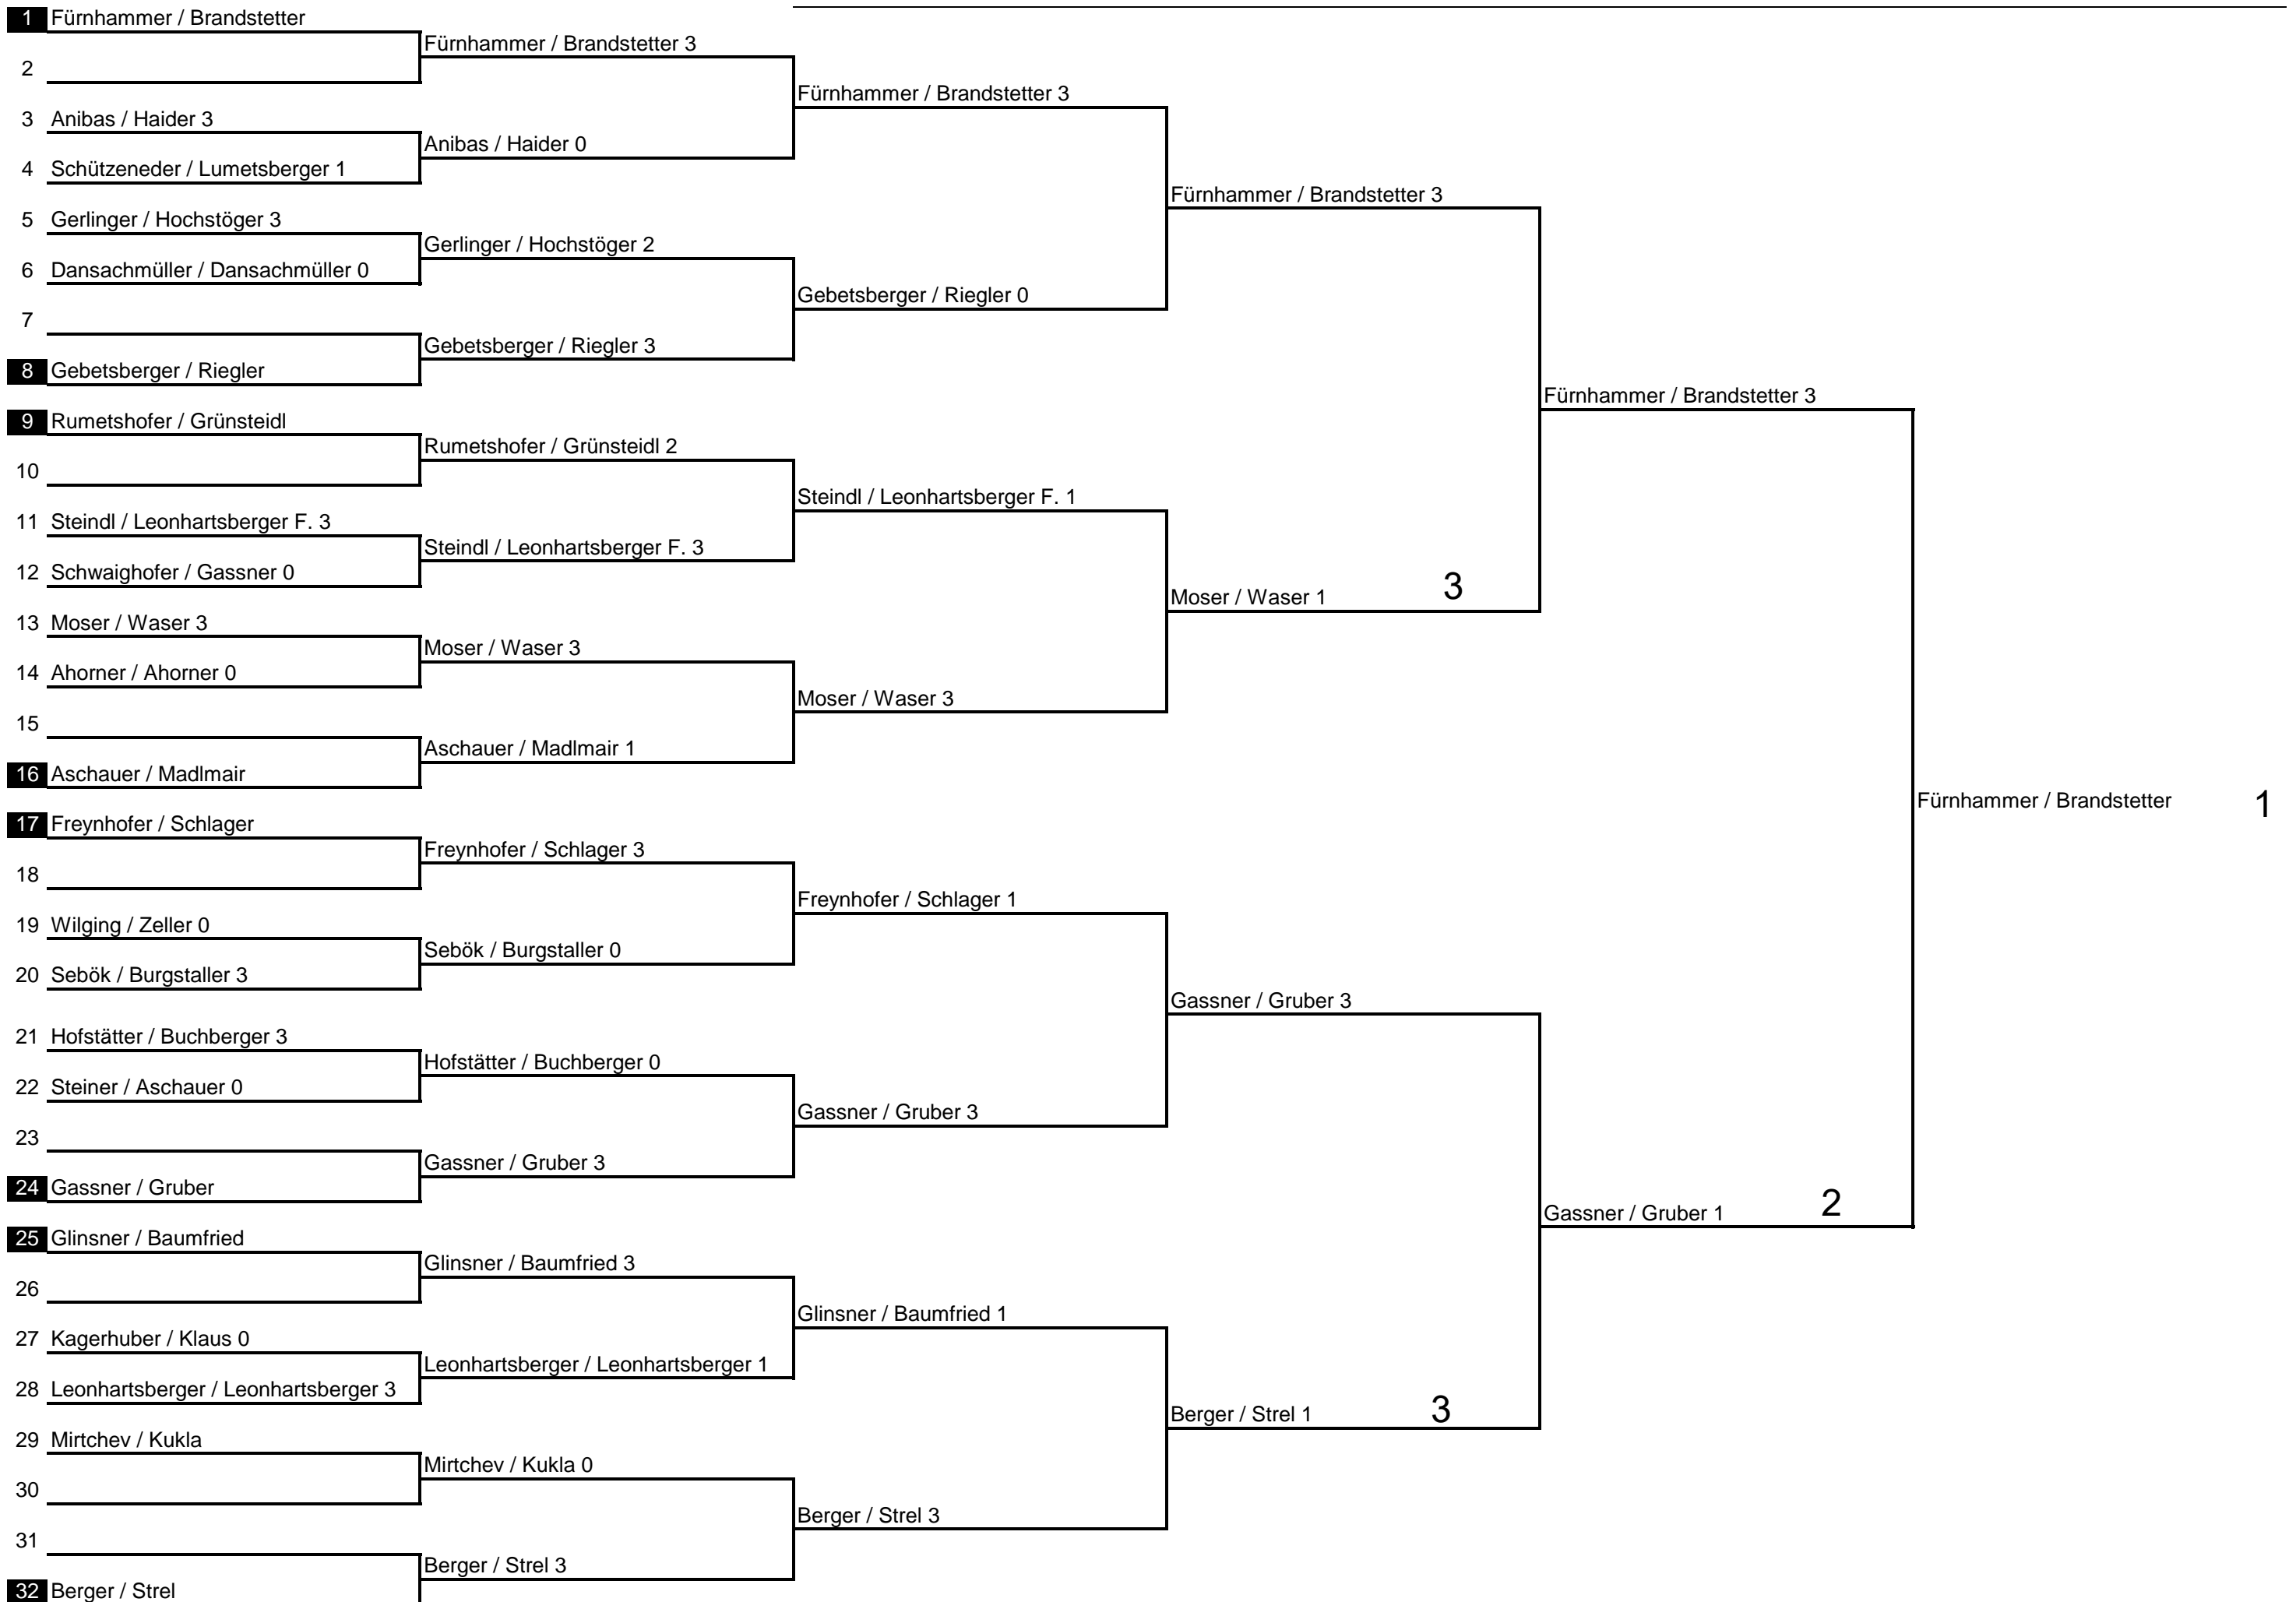 1 Fürnhammer / Brandstetter
Fürnhammer / Brandstetter 3
2
Fürnhammer / Brandstetter 3
3 Anibas / Haider 3
Anibas / Haider 0
4 Schützeneder / Lumetsberger 1
Fürnhammer / Brandstetter 3
5 Gerlinger / Hochstöger 3
Gerlinger / Hochstöger 2
6 Dansachmüller / Dansachmüller 0
Gebetsberger / Riegler 0
7
Gebetsberger / Riegler 3
8 Gebetsberger / Riegler
Fürnhammer / Brandstetter 3
9 Rumetshofer / Grünsteidl
Rumetshofer / Grünsteidl 2
10
Steindl / Leonhartsberger F. 1
11 Steindl / Leonhartsberger F. 3
Steindl / Leonhartsberger F. 3
12 Schwaighofer / Gassner 0
Moser / Waser 1 3
13 Moser / Waser 3
Moser / Waser 3
14 Ahorner / Ahorner 0
Moser / Waser 3
15
Aschauer / Madlmair 1
16 Aschauer / Madlmair
Fürnhammer / Brandstetter 1
17 Freynhofer / Schlager
Freynhofer / Schlager 3
18
Freynhofer / Schlager 1
19 Wilging / Zeller 0
Sebök / Burgstaller 0
20 Sebök / Burgstaller 3
Gassner / Gruber 3
21 Hofstätter / Buchberger 3
Hofstätter / Buchberger 0
22 Steiner / Aschauer 0
Gassner / Gruber 3
23
Gassner / Gruber 3
24 Gassner / Gruber
Gassner / Gruber 1 2
25 Glinsner / Baumfried
Glinsner / Baumfried 3
26
Glinsner / Baumfried 1
27 Kagerhuber / Klaus 0
Leonhartsberger / Leonhartsberger 1
28 Leonhartsberger / Leonhartsberger 3
Berger / Strel 1 3
29 Mirtchev / Kukla
Mirtchev / Kukla 0
30
Berger / Strel 3
31
Berger / Strel 3
32 Berger / Strel